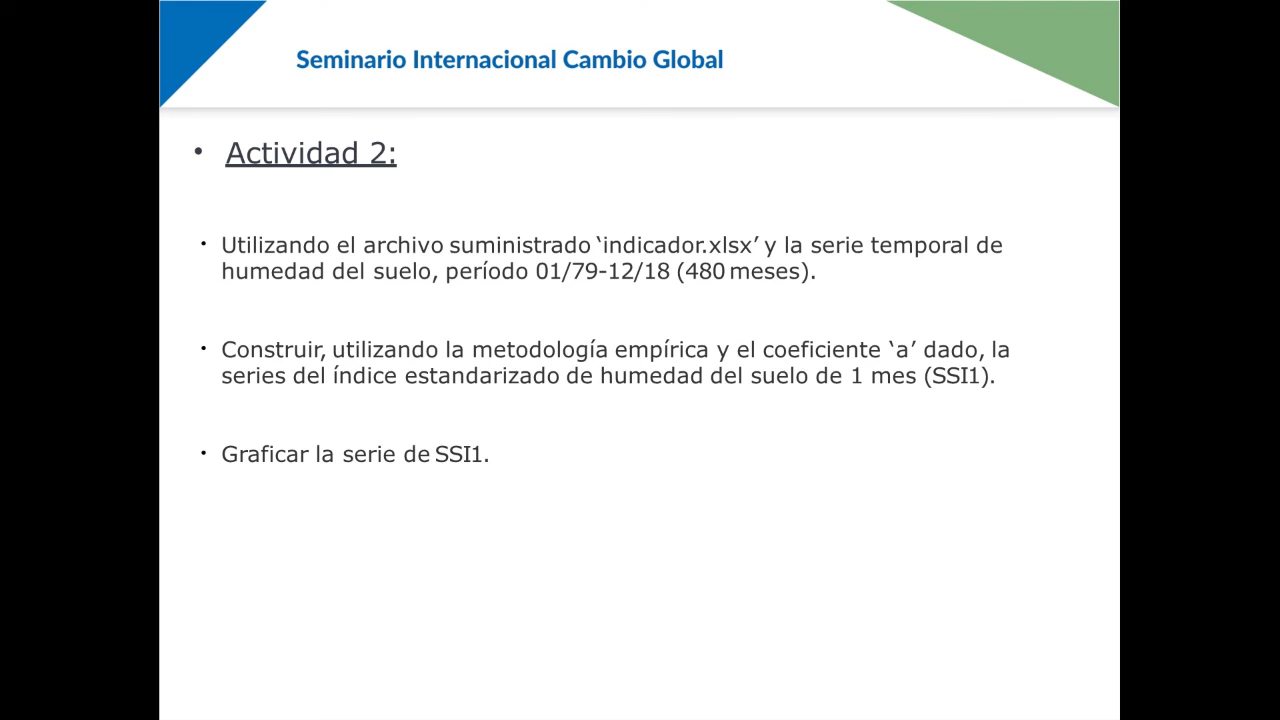 Seminario Internacional Cambio Global
• Actividad 2:
• Utilizando el archivo suministrado ‘indicador.xlsx’ y la serie temporal de
humedad del suelo, período 01/79-12/18 (480 meses).
• Construir, utilizando la metodología empírica y el coeficiente ‘a’ dado, la
series del índice estandarizado de humedad del suelo de 1 mes (SSI1).
• Graficar la serie de SSI1.